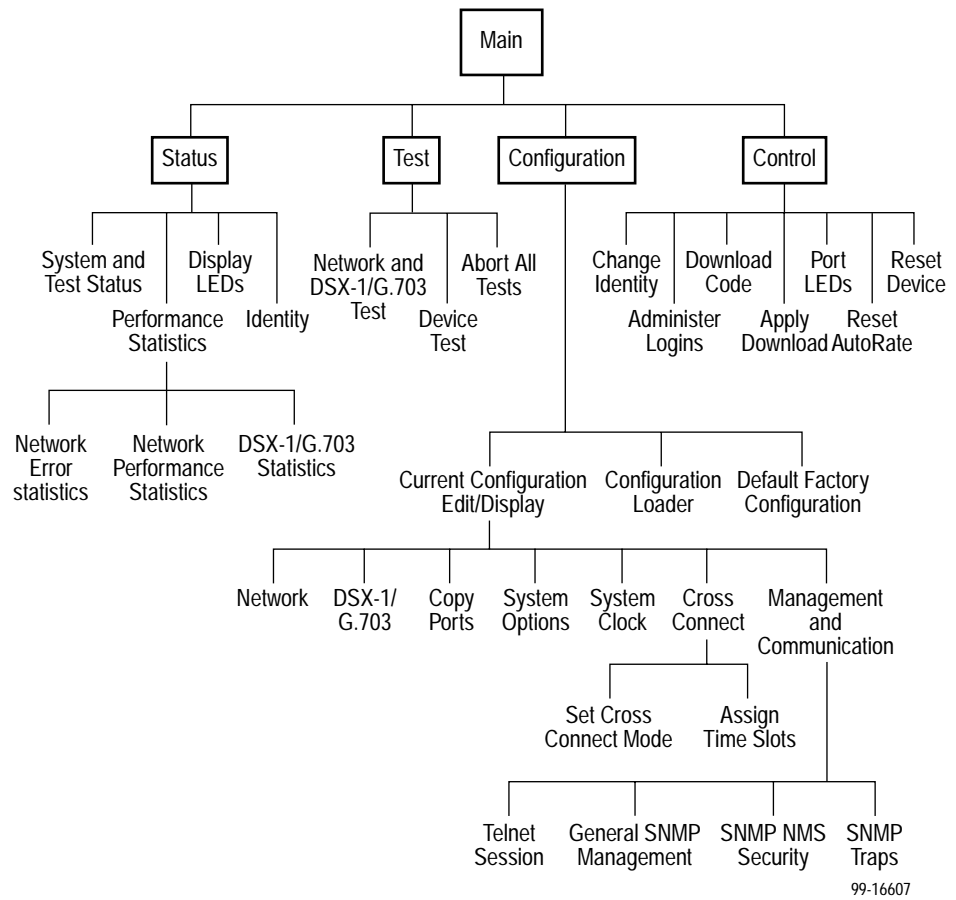 Main
Status
Test
Configuration
Control
System and
Test Status
Display
LEDs
Performance
Statistics
Identity
Network and
DSX-1/G.703
Test
Abort All
Tests
Device
Test
Change
Identity
Download
Code
Port
LEDs
Reset
Device
Administer
Logins
Apply
Download
Reset
AutoRate
Network
Error
statistics
Network
Performance
Statistics
DSX-1/G.703
Statistics
Current Configuration
Edit/Display
Configuration
Loader
Default Factory
Configuration
Network
DSX-1/
G.703
Copy
Ports
System
Options
System
Clock
Cross
Connect
Management
and
Communication
Set Cross
Connect Mode
Assign
Time Slots
Telnet
Session
General SNMP
Management
SNMP NMS
Security
SNMP
Traps
99-16607